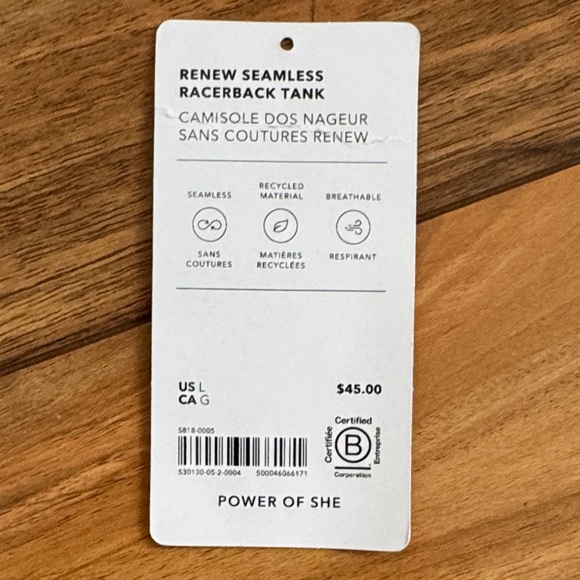 RENEW SEAMLESS
RACERBACK TANK
CAMISOLE DOS NAGEUR
SANS COUTURES RENEW
SEAMLESS
RECYCLED
MATERIAL
BREATHABLE
SANS
COUTURES
MATIÈRES
RECYCLÉES
RESPIRANT
US L
CA G
$45.00
S818-0005
530130-05-2-0004 500046066171
Certified
Certifiée
B
Entreprise
Corporation
POWER OF SHE